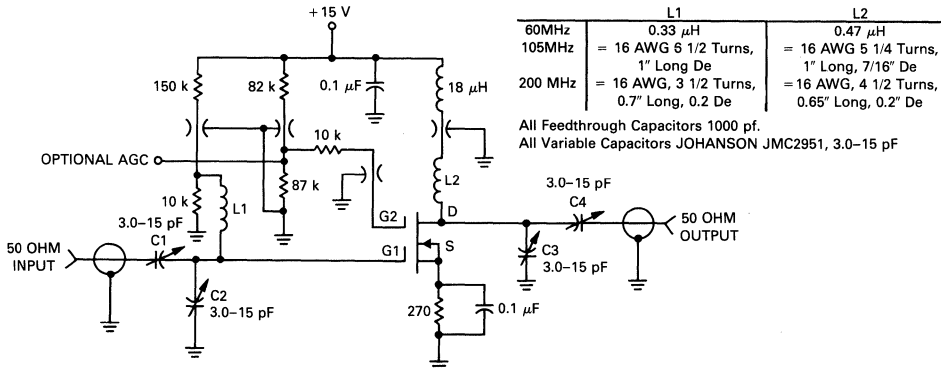 +15 V
L1 L2
60MHz 0.33 μH 0.47 μH
105MHz = 16 AWG 6 1/2 Turns, = 16 AWG 5 1/4 Turns,
1" Long De 1" Long, 7/16" De
200 MHz = 16 AWG, 3 1/2 Turns, =16 AWG, 4 1/2 Turns,
0.7" Long, 0.2 De 0.65" Long, 0.2" De
All Feedthrough Capacitors 1000 pf.
All Variable Capacitors JOHANSON JMC2951, 3.0–15 pF
150 k
82 k
0.1 μF
18 μH
10 k
OPTIONAL AGC
L2
87 k
10 k
L1
G2
D
3.0–15 pF
C4
50 OHM
OUTPUT
3.0–15 pF
C1
50 OHM
INPUT
G1
S
C3
3.0–15 pF
C2
3.0–15 pF
270
0.1 μF